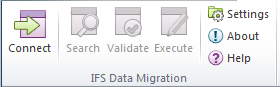 Connect Search Validate Execute
Settings
About
Help
IFS Data Migration